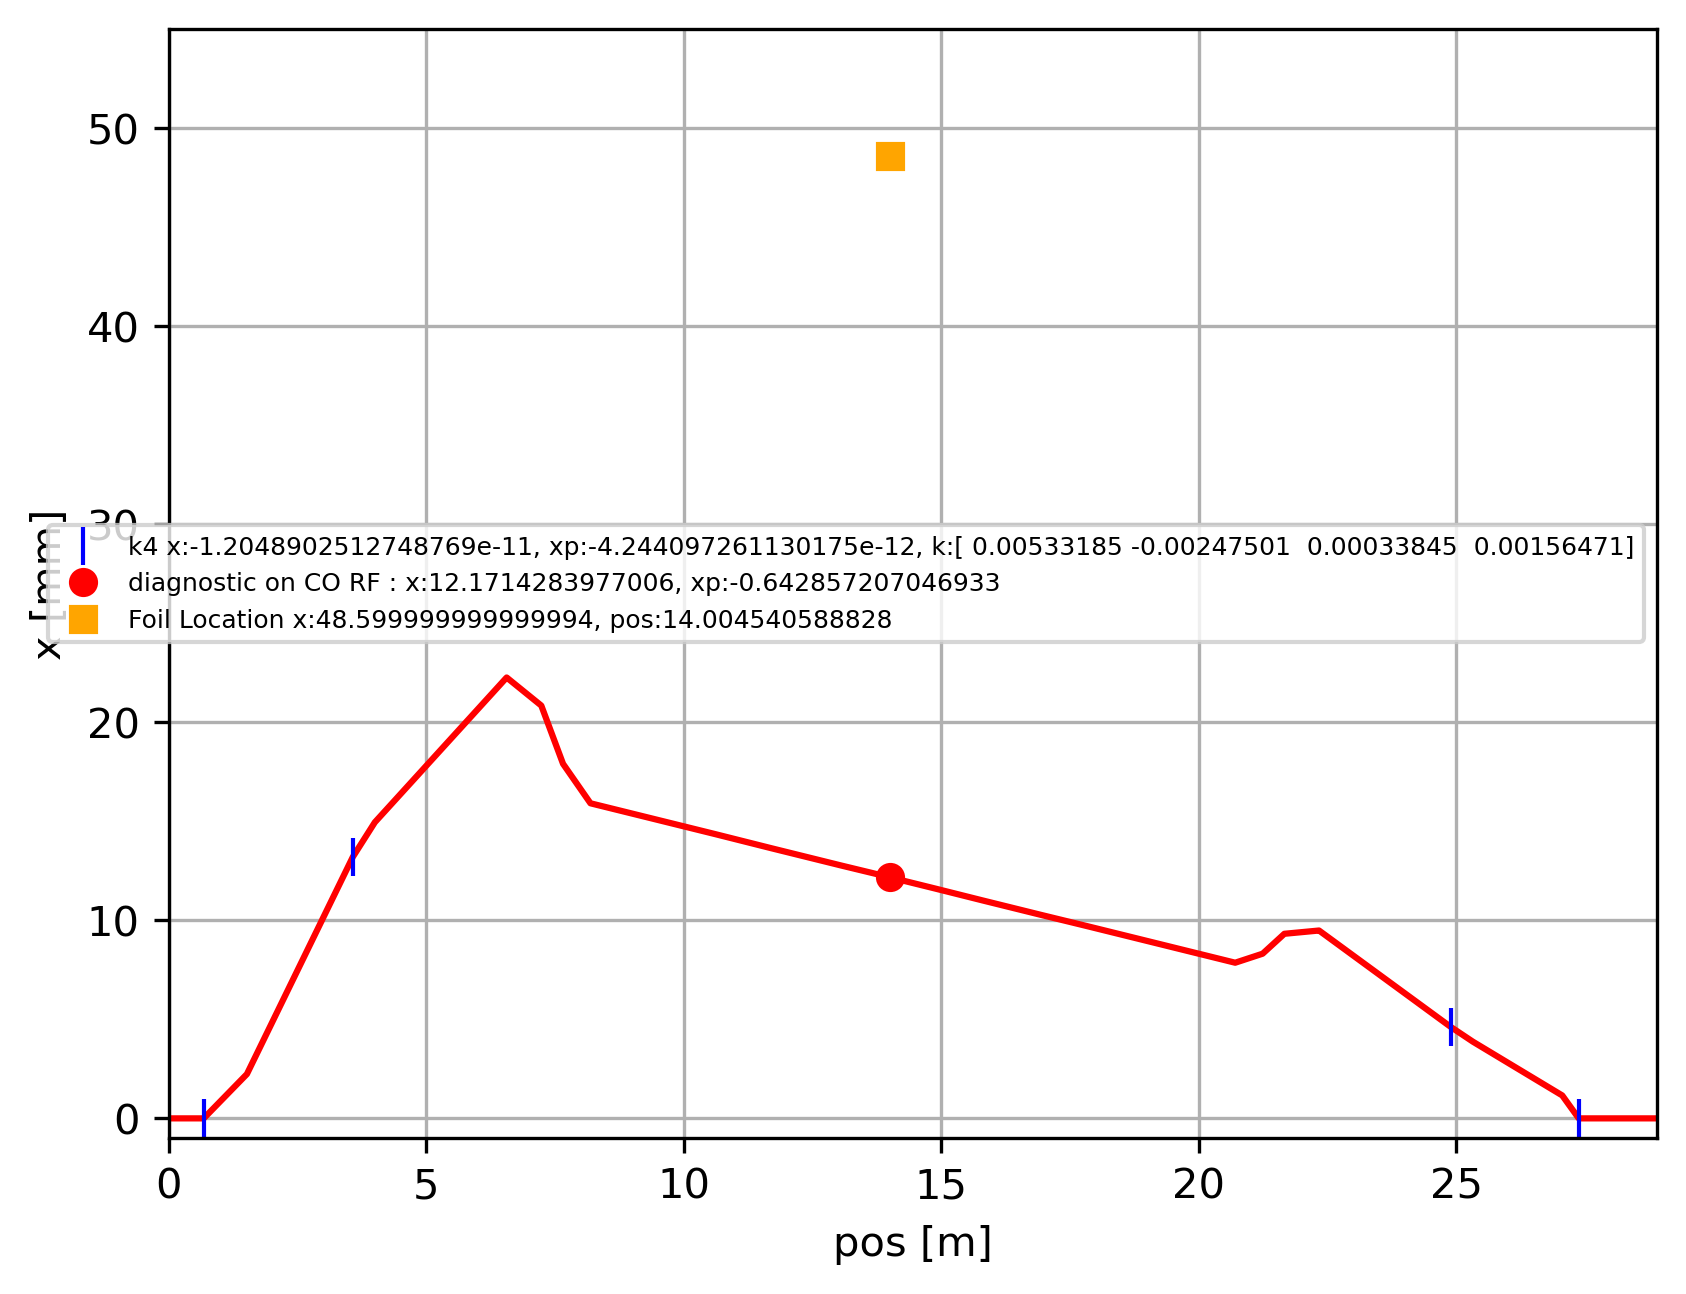 50
40
30
20
10
0
x [mm]
k4 x:-1.2048902512748769e-11, xp:-4.244097261130175e-12, k:[ 0.00533185 -0.00247501  0.00033845  0.00156471]
diagnostic on CO RF : x:12.1714283977006, xp:-0.642857207046933
Foil Location x:48.599999999999994, pos:14.004540588828
0 5 10 15 20 25
pos [m]